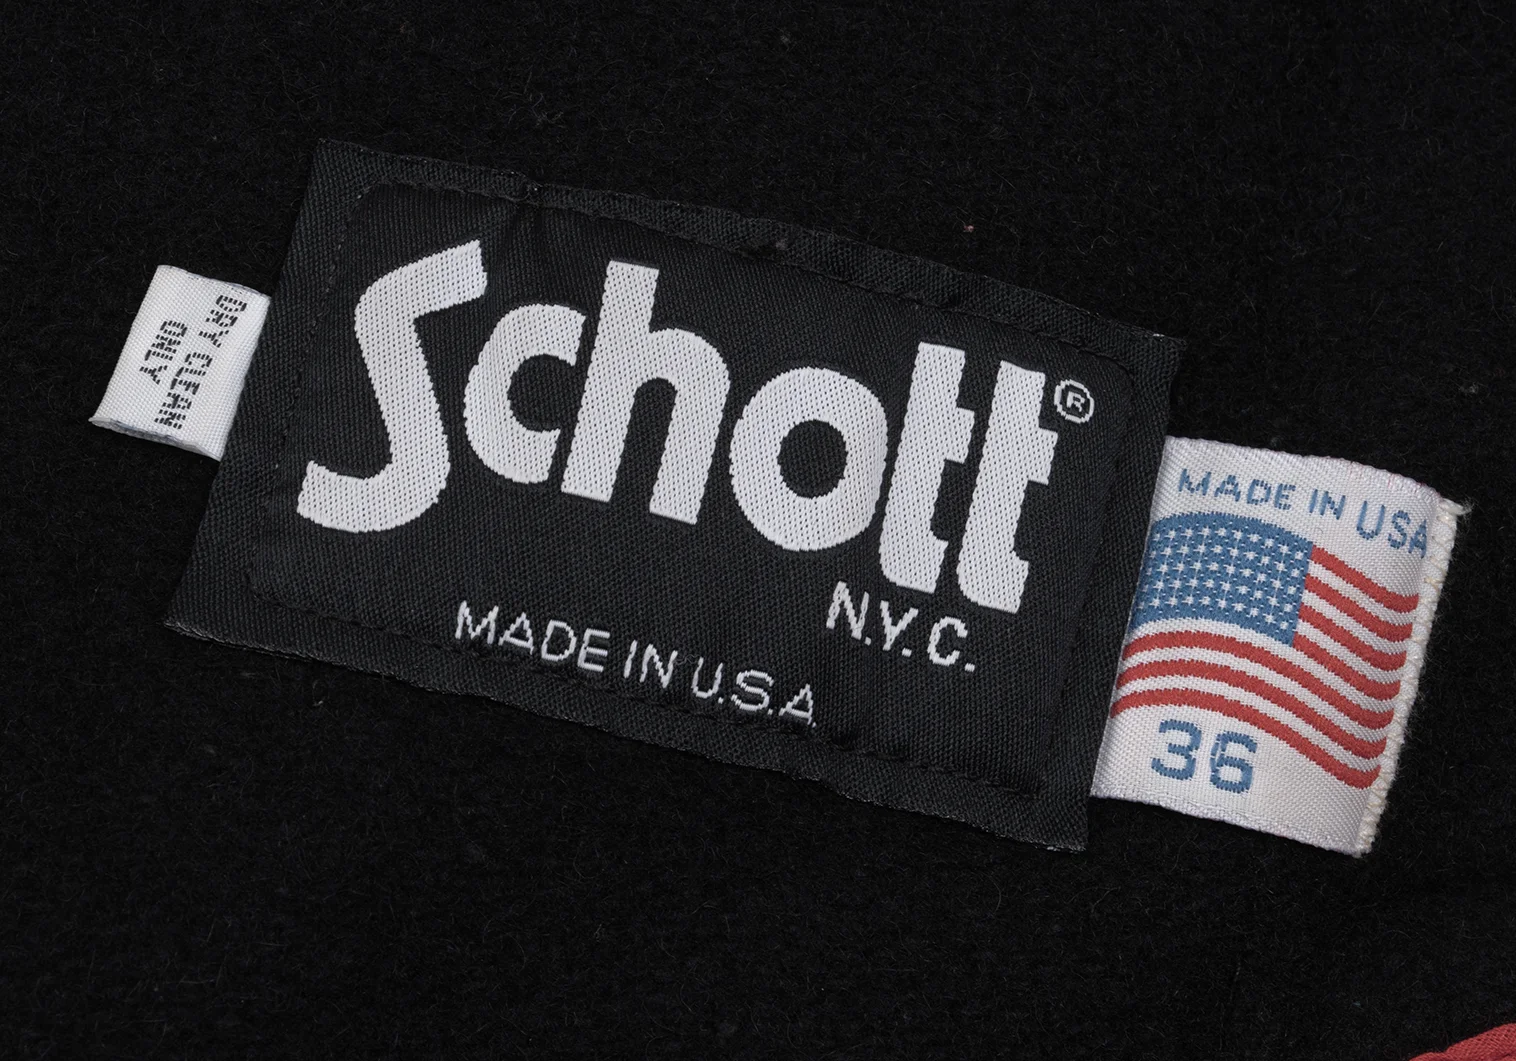 DRY CLEAN
ONLY
Schott®
N.Y.C.
MADE IN U.S.A.
MADE IN USA
36